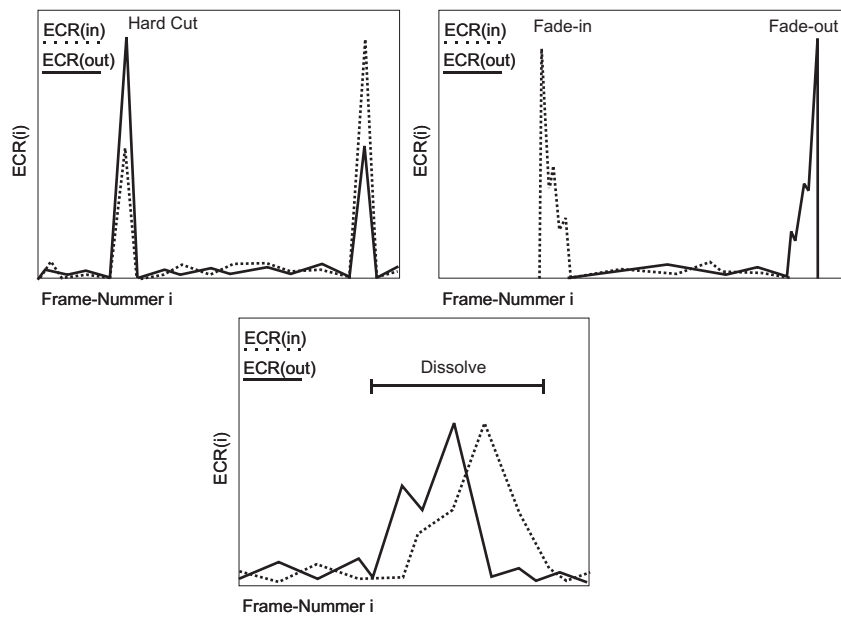 Hard Cut
ECR(in)
ECR(out)
ECR(i)
Frame-Nummer i
Fade-in
Fade-out
ECR(in)
ECR(out)
ECR(i)
Frame-Nummer i
ECR(in)
ECR(out)
Dissolve
ECR(i)
Frame-Nummer i